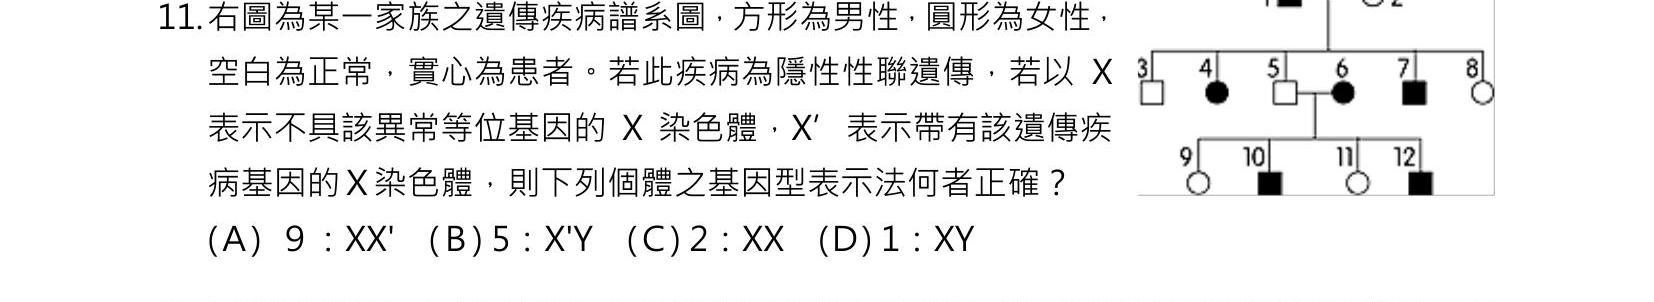 11.右圖為某一家族之遺傳疾病譜系圖，方形為男性，圓形為女性，
空白為正常，實心為患者。若此疾病為隱性性聯遺傳，若以 X
表示不具該異常等位基因的 X 染色體，X′ 表示帶有該遺傳疾
病基因的X染色體，則下列個體之基因型表示法何者正確？
(A) 9 ：XX' (B)5：X'Y (C)2：XX (D)1：XY
1 2
3 4 5 6 7 8
9 10 11 12